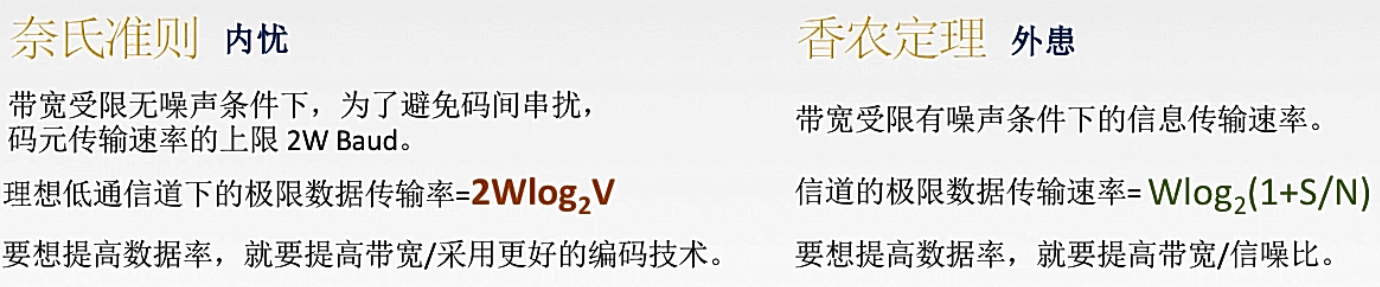 奈氏准则 内忧
带宽受限无噪声条件下，为了避免码间串扰，
码元传输速率的上限 2W Baud。
理想低通信道下的极限数据传输率=2Wlog₂V
要想提高数据率，就要提高带宽/采用更好的编码技术。
香农定理 外患
带宽受限有噪声条件下的信息传输速率。
信道的极限数据传输速率= Wlog₂(1+S/N)
要想提高数据率，就要提高带宽/信噪比。